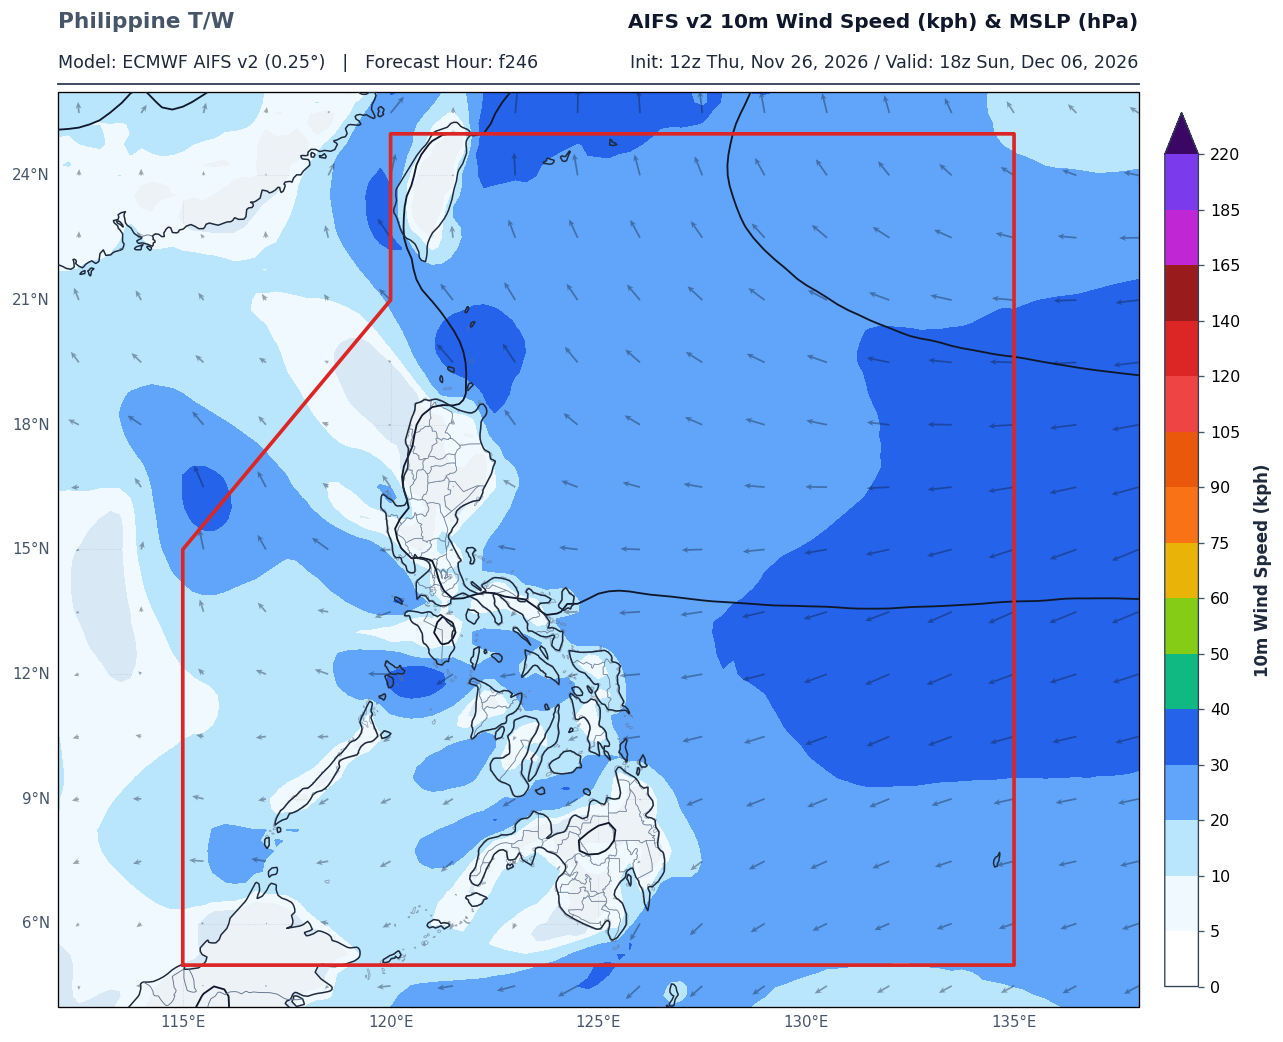 Philippine T/W
AIFS v2 10m Wind Speed (kph) & MSLP (hPa)
Model: ECMWF AIFS v2 (0.25°) | Forecast Hour: f246
Init: 12z Thu, Nov 26, 2026 / Valid: 18z Sun, Dec 06, 2026
24°N
21°N
18°N
15°N
12°N
9°N
6°N
115°E
120°E
125°E
130°E
135°E
220
185
165
140
120
105
90
75
60
50
40
30
20
10
5
0
10m Wind Speed (kph)